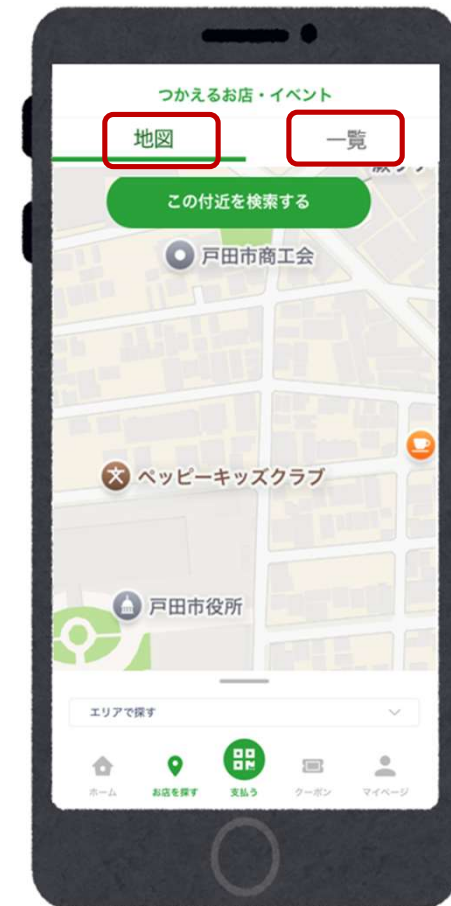 つかえるお店・イベント
地図
一覧
この付近を検索する
戸田市商工会
ペッピーキッズクラブ
戸田市役所
エリアで探す
ホーム
お店を探す
支払う
クーポン
マイページ